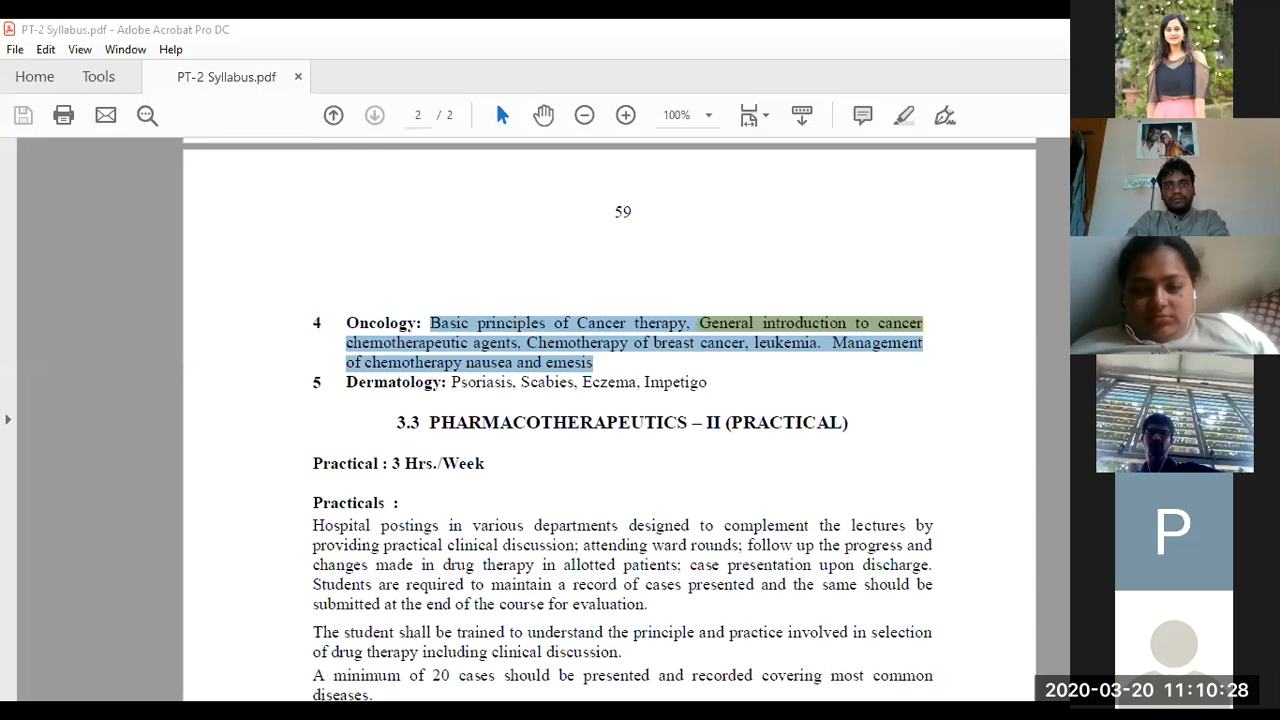 PT-2 Syllabus.pdf - Adobe Acrobat Pro DC
File Edit View Window Help
Home Tools PT-2 Syllabus.pdf ×
2 / 2 100%
59
4 Oncology: Basic principles of Cancer therapy, General introduction to cancer
chemotherapeutic agents, Chemotherapy of breast cancer, leukemia. Management
of chemotherapy nausea and emesis
5 Dermatology: Psoriasis, Scabies, Eczema, Impetigo
3.3 PHARMACOTHERAPEUTICS – II (PRACTICAL)
Practical : 3 Hrs./Week
Practicals :
Hospital postings in various departments designed to complement the lectures by
providing practical clinical discussion; attending ward rounds; follow up the progress and
changes made in drug therapy in allotted patients; case presentation upon discharge.
Students are required to maintain a record of cases presented and the same should be
submitted at the end of the course for evaluation.
The student shall be trained to understand the principle and practice involved in selection
of drug therapy including clinical discussion.
A minimum of 20 cases should be presented and recorded covering most common
diseases.
P
2020-03-20 11:10:28